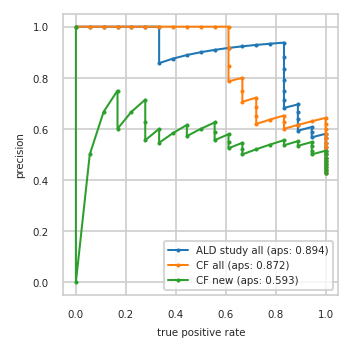 1.0
0.8
0.6
0.4
0.2
0.0
precision
ALD study all (aps: 0.894)
CF all (aps: 0.872)
CF new (aps: 0.593)
0.0 0.2 0.4 0.6 0.8 1.0
true positive rate